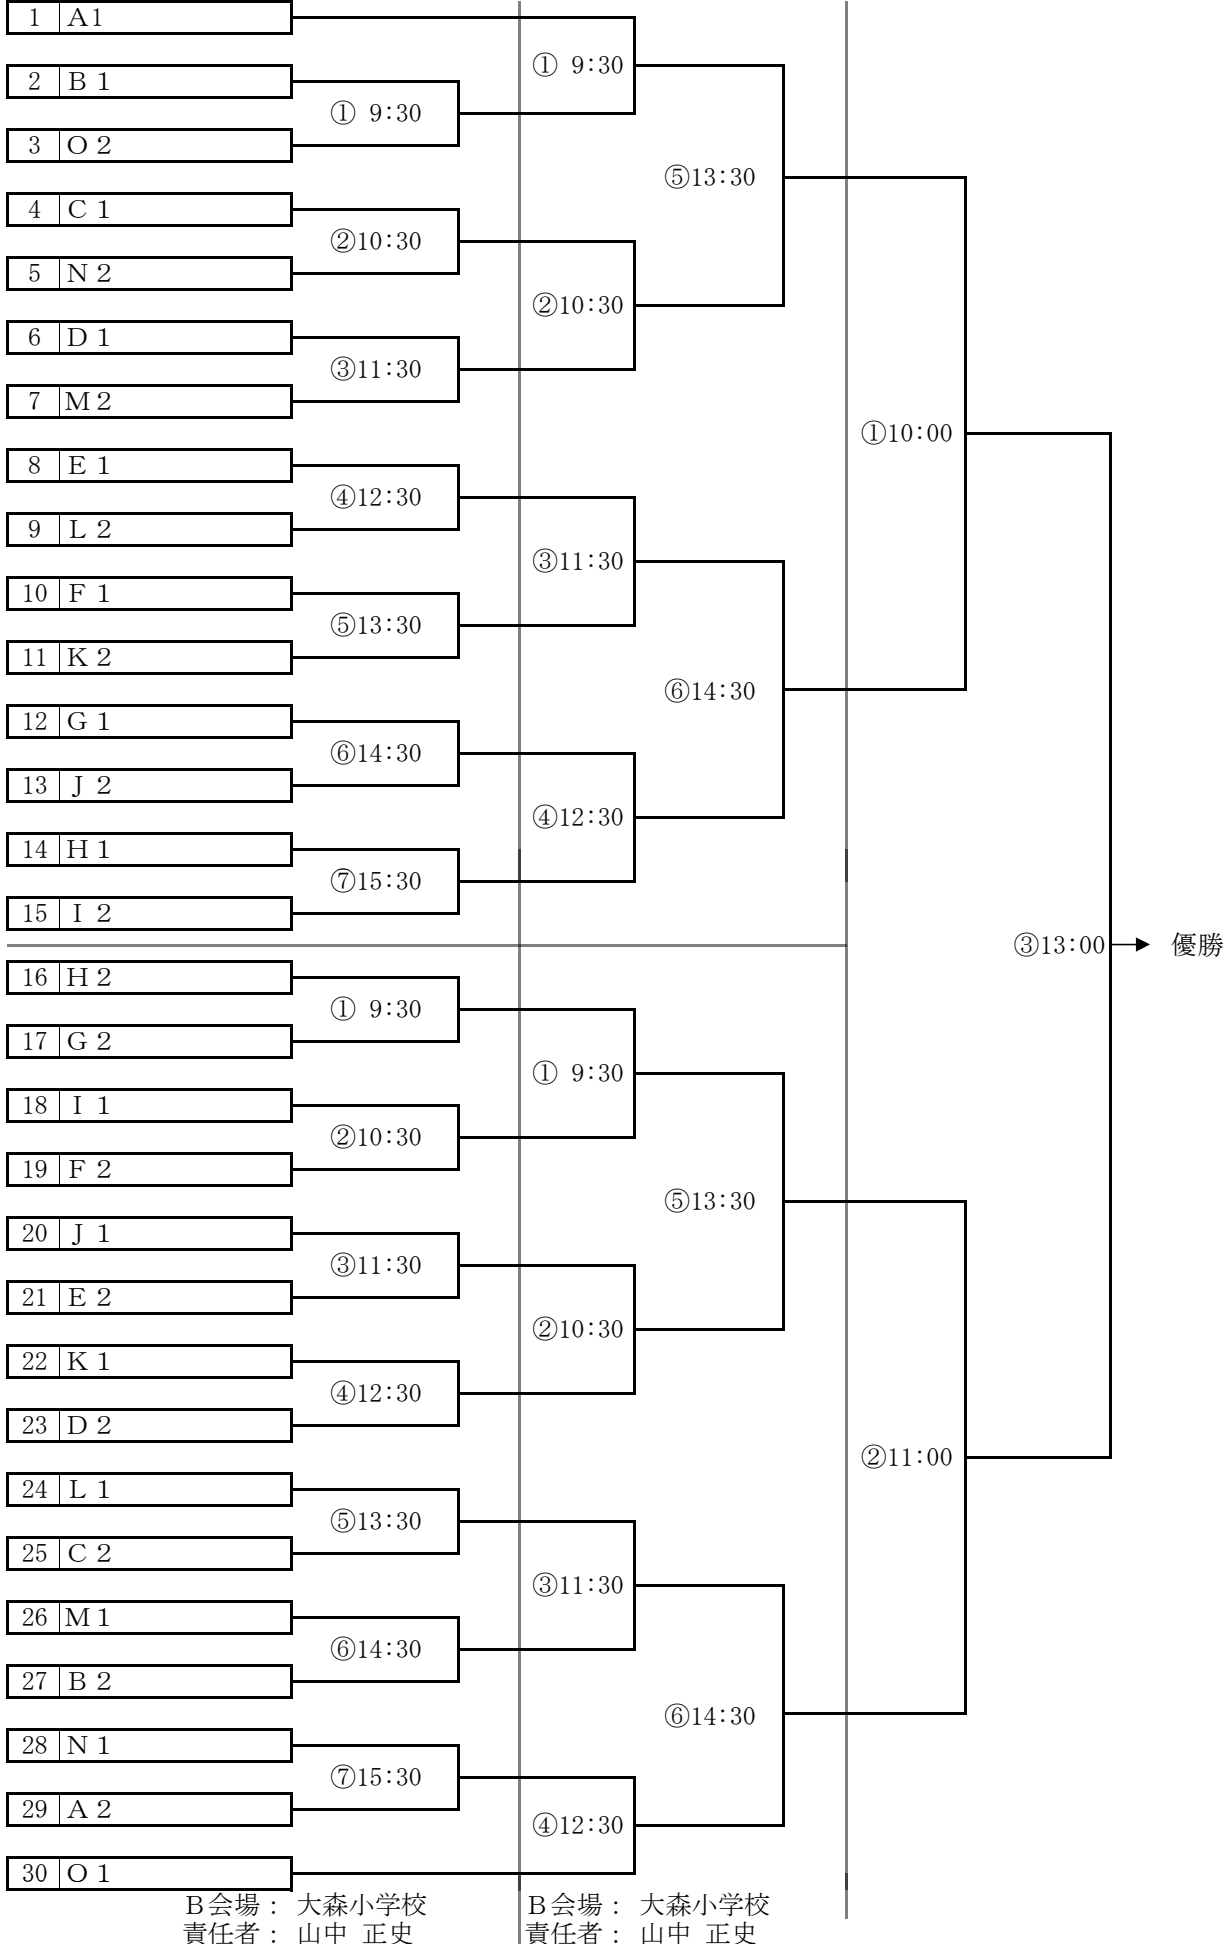 1 A1
① 9:30
2 B 1
① 9:30
3 O 2
⑤13:30
4 C 1
②10:30
5 N 2
②10:30
6 D 1
③11:30
7 M 2
①10:00
8 E 1
④12:30
9 L 2
③11:30
10 F 1
⑤13:30
11 K 2
⑥14:30
12 G 1
⑥14:30
13 J 2
④12:30
14 H 1
⑦15:30
15 I 2
③13:00 優勝
16 H 2
① 9:30
17 G 2
① 9:30
18 I 1
②10:30
19 F 2
⑤13:30
20 J 1
③11:30
21 E 2
②10:30
22 K 1
④12:30
23 D 2
②11:00
24 L 1
⑤13:30
25 C 2
③11:30
26 M 1
⑥14:30
27 B 2
⑥14:30
28 N 1
⑦15:30
29 A 2
④12:30
30 O 1
B会場： 大森小学校 B会場： 大森小学校
責任者： 山中 正史 責任者： 山中 正史